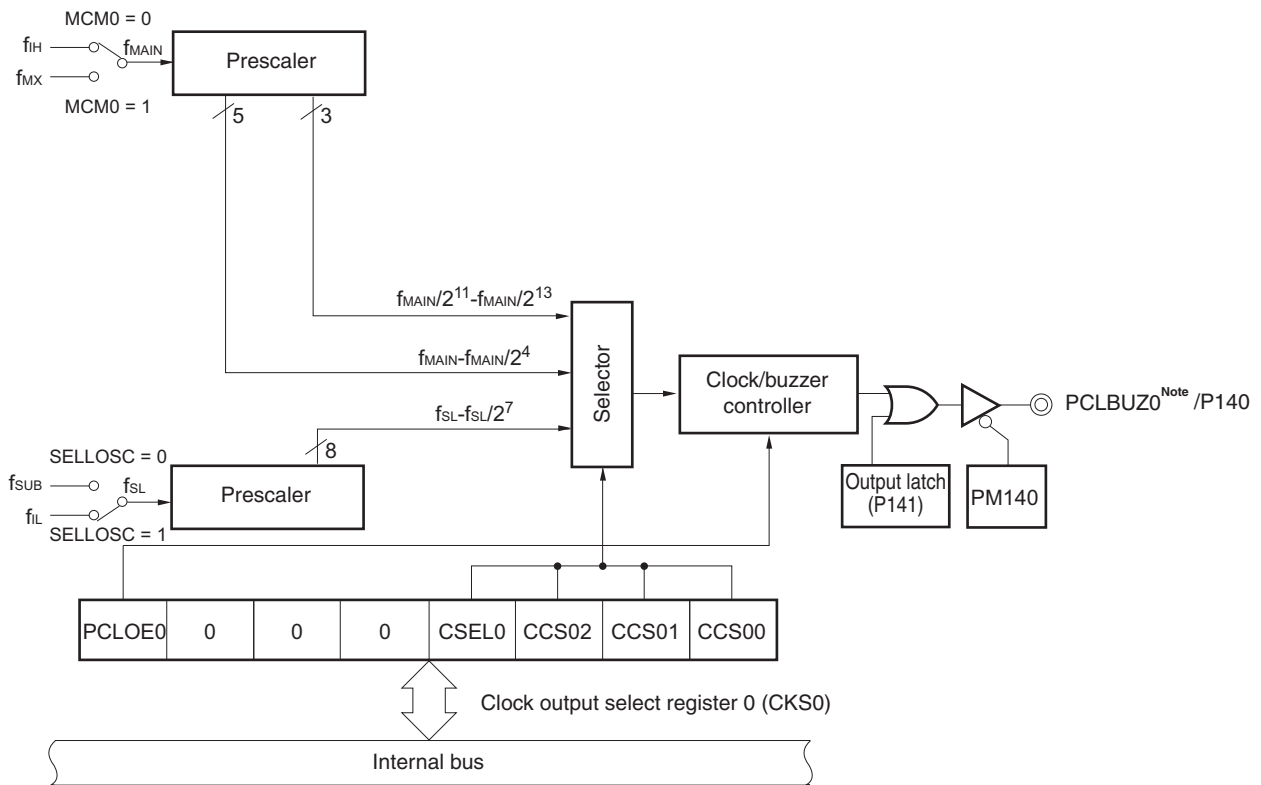 MCM0 = 0
fIH
fMAIN
fMX
MCM0 = 1
Prescaler
5
3
fMAIN/2^11-fMAIN/2^13
fMAIN-fMAIN/2^4
fSL-fSL/2^7
Selector
Clock/buzzer
controller
PCLBUZ0^Note /P140
Output latch
(P141)
PM140
SELLOSC = 0
fSUB
fSL
fIL
SELLOSC = 1
Prescaler
8
PCLOE0 0 0 0 CSEL0 CCS02 CCS01 CCS00
Clock output select register 0 (CKS0)
Internal bus